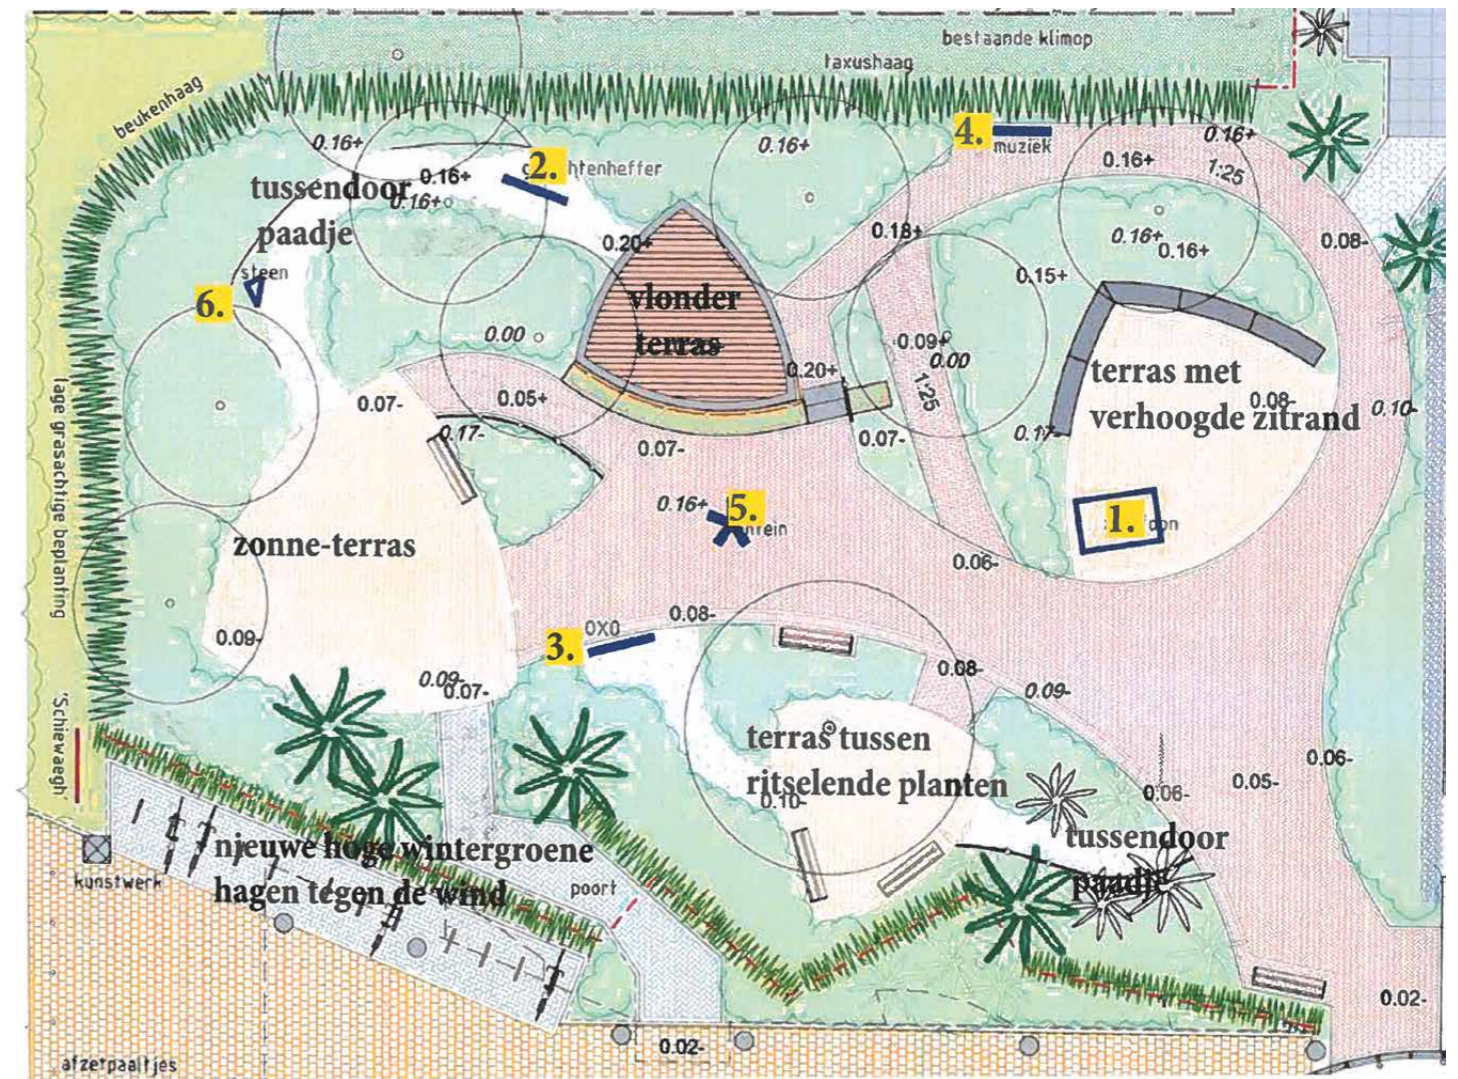 bestaande klimop
taxushaag
beukenhaag
0.16+
0.16+
4.
muziek
0.16+
0.16+
1:25
2.
htenheffer
tussendoor
paadje
0.16+
0.16+
0.18+
0.16+
0.16+
0.08-
0.20+
steen
6.
0.15+
vlonder
terras
0.00
0.09+
0.00
1:25
0.20+
terras met
verhoogde zitrand
0.08-
0.10-
0.07-
0.05+
0.17-
0.07-
0.07-
0.17-
lage grasachtige beplanting
0.16+
5.
nrein
1.
zonne-terras
0.06-
0.08-
0X0
3.
0.09-
0.08-
0.09-
0.09-
0.07-
'Schiewaegh'
terras tussen
ritselende planten
0.10-
0.06-
0.05-
0.06-
tussendoor
paadje
nieuwe hoge wintergroene
hagen tegen de wind
kunstwerk
poort
0.02-
0.02-
afzetpaaltjes